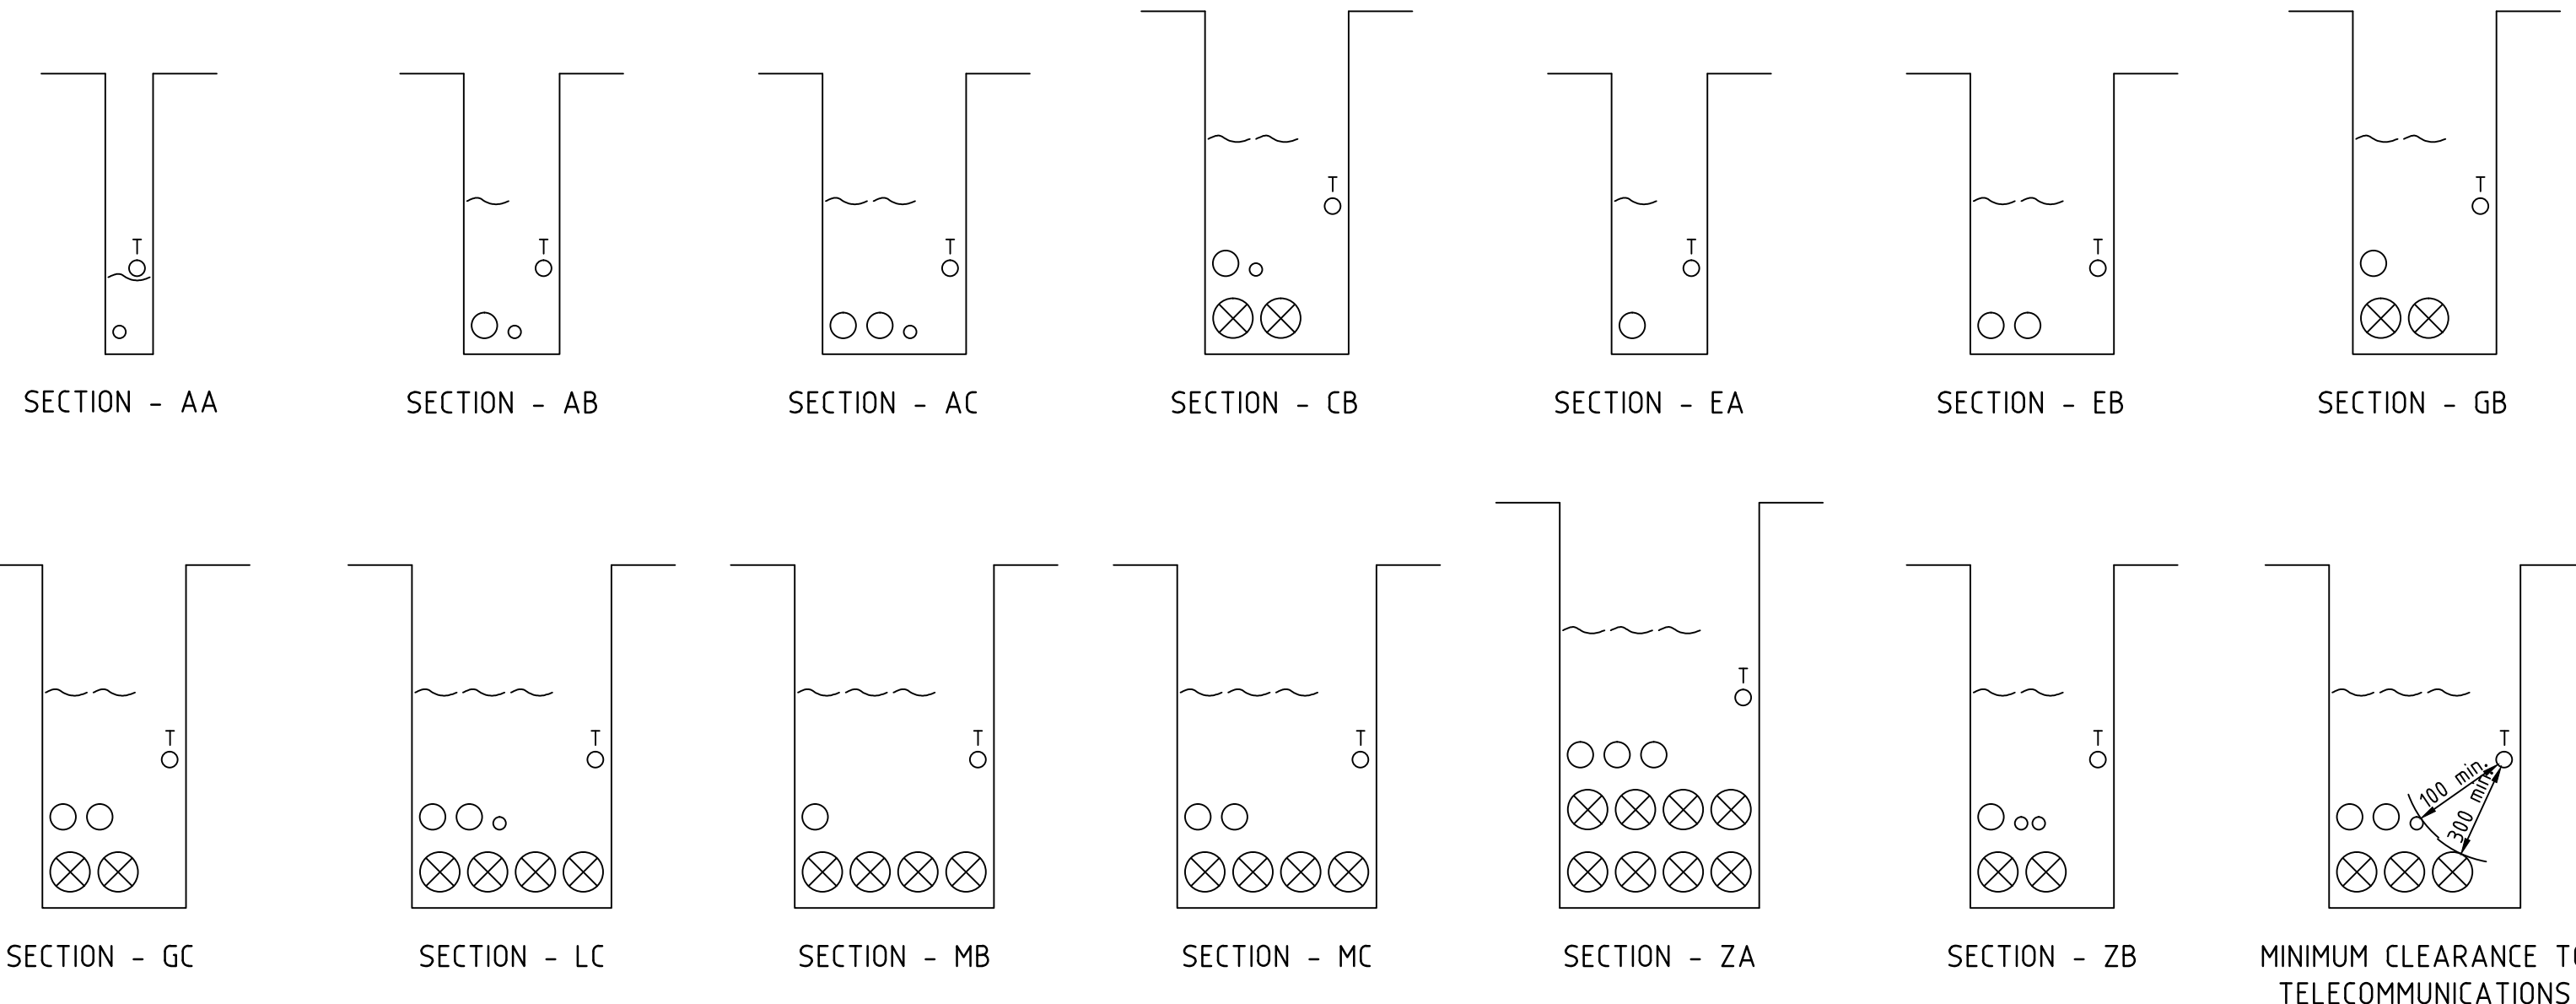 T
T
T
T
T
T
T
SECTION - AA
SECTION - AB
SECTION - AC
SECTION - CB
SECTION - EA
SECTION - EB
SECTION - GB
T
T
T
T
T
T
T
100 min.
300 min.
SECTION - GC
SECTION - LC
SECTION - MB
SECTION - MC
SECTION - ZA
SECTION - ZB
MINIMUM CLEARANCE
TELECOMMUNICATIONS